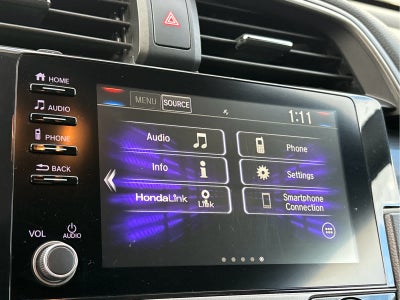 HOME
AUDIO
PHONE
BACK
VOL
AUDIO
MENU SOURCE
1:11
Audio
Phone
Info
Settings
HondaLink
Link
Smartphone
Connection